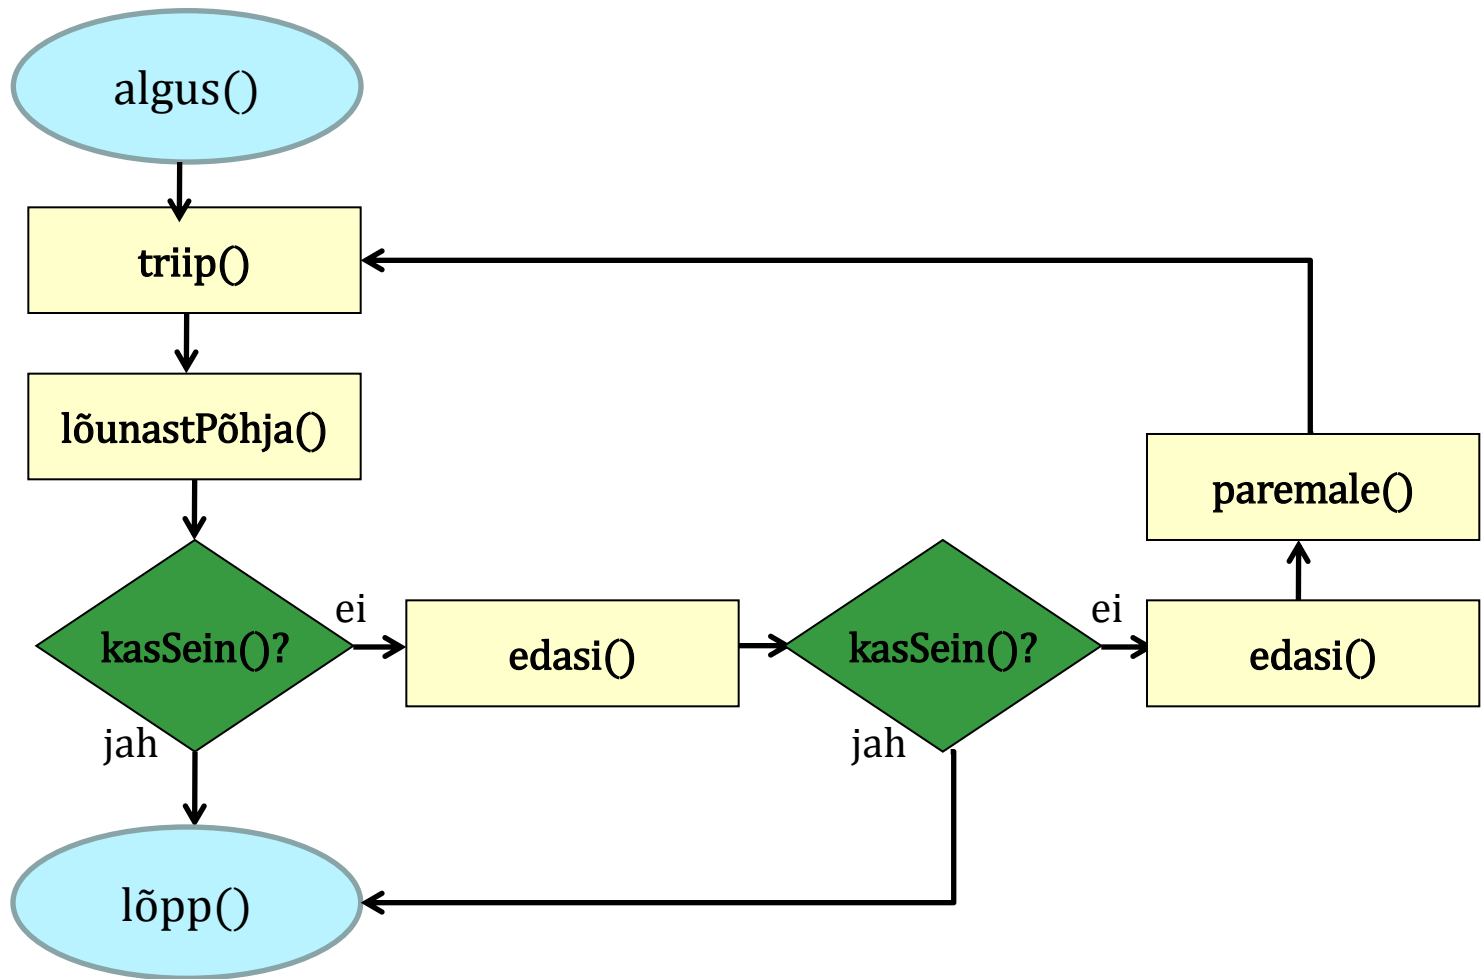 algus()
triip()
lõunastPõhja()
paremale()
kasSein()?
ei
edasi()
kasSein()?
ei
edasi()
jah
jah
lõpp()